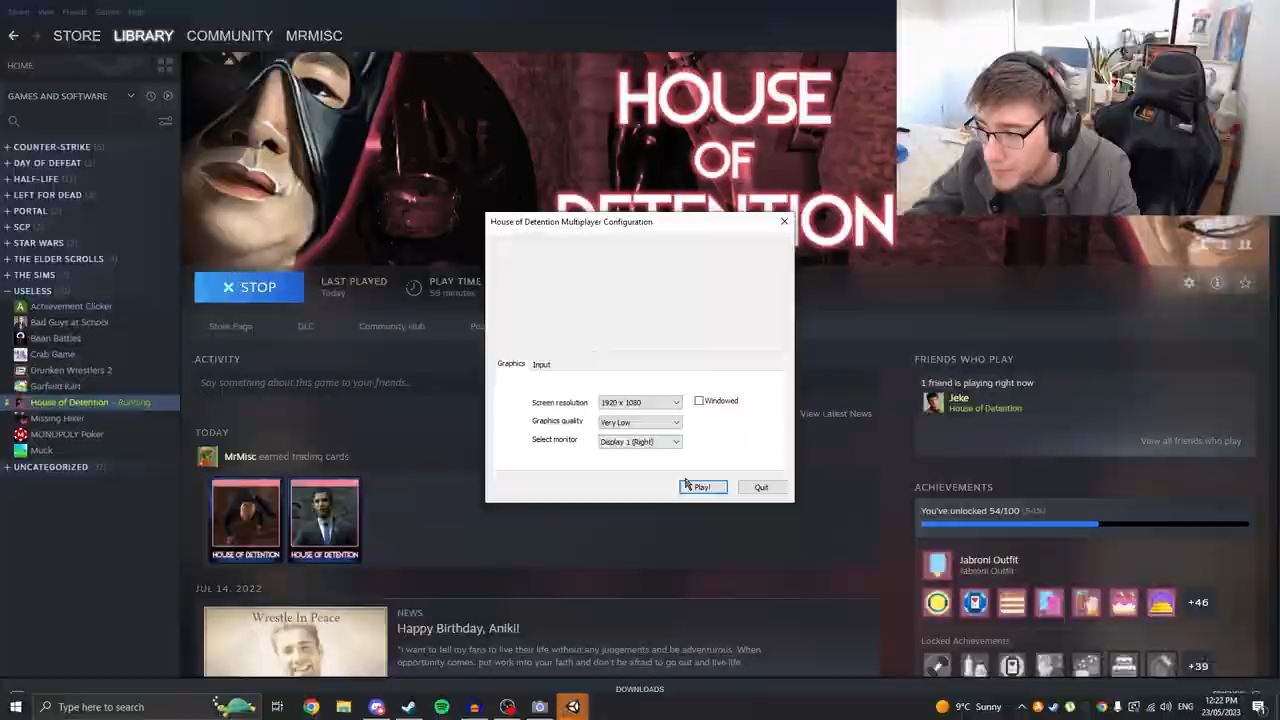 Steam View Friends Games Help
STORE LIBRARY COMMUNITY MRMISC
HOME
GAMES AND SOFTWARE
COUNTER-STRIKE
DAY OF DEFEAT
HALF-LIFE
LEFT FOR DEAD
PORTAL
SCP
STAR WARS
THE ELDER SCROLLS
THE SIMS
USELESS
Achievement Clicker
Bad Guys at School
Bean Battles
Crab Game
Drunken Wrestlers 2
Garfield Kart
House of Detention - Running
Missing Hiker
MONOPOLY Poker
Muck
UNCATEGORIZED
HOUSE
OF
DETENTION
STOP
LAST PLAYED
Today
PLAY TIME
59 minutes
Store Page DLC Community Hub
ACTIVITY
Say something about this game to your friends...
View Latest News
TODAY
MrMisc earned trading cards
HOUSE OF DETENTION HOUSE OF DETENTION
JUL 14, 2022
Wrestle In Peace
NEWS
Happy Birthday, Aniki!
"I want to tell my fans to live their life without any judgements and be adventurous. When
opportunity comes, put work into your faith and don't be afraid to go out and live life.
House of Detention Multiplayer Configuration
Graphics Input
Screen resolution 1920 x 1080 Windowed
Graphics quality Very Low
Select monitor Display 1 (Right)
Play! Quit
FRIENDS WHO PLAY
1 friend is playing right now
Jeke
House of Detention
View all friends who play
ACHIEVEMENTS
You've unlocked 54/100 (54%)
Jabroni Outfit
Jabroni Outfit
+46
Locked Achievements
+39
DOWNLOADS
Type here to search
9°C Sunny
ENG
12:22 PM
23/05/2023